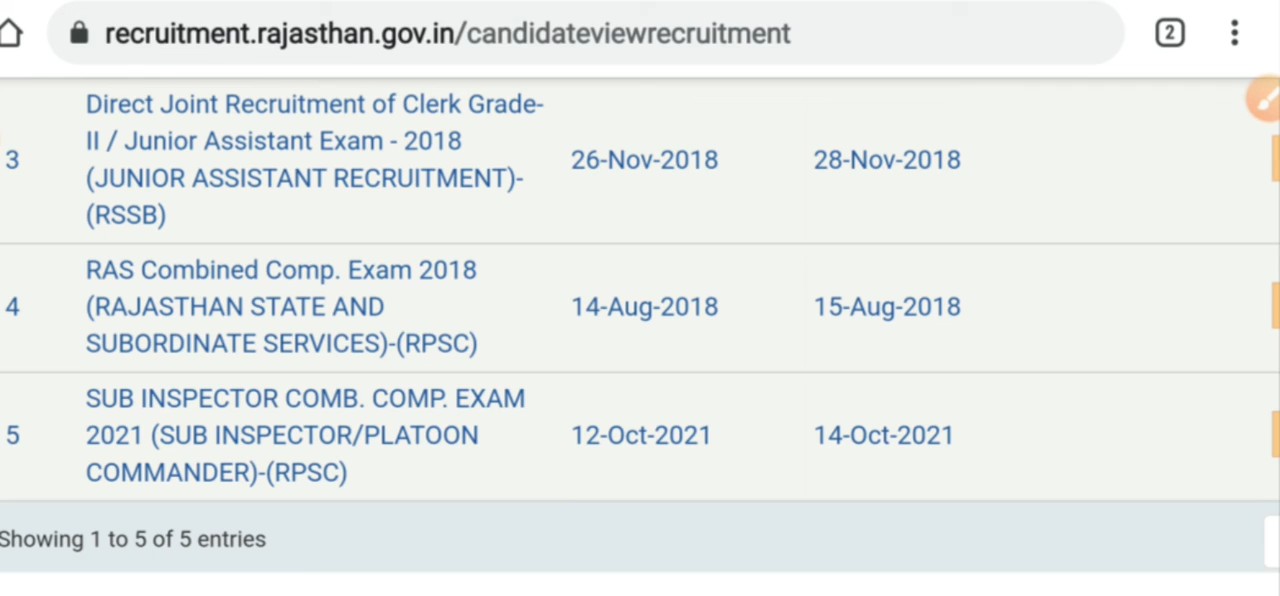 recruitment.rajasthan.gov.in/candidateviewrecruitment
2
3
Direct Joint Recruitment of Clerk Grade-
II / Junior Assistant Exam - 2018
(JUNIOR ASSISTANT RECRUITMENT)-
(RSSB)
26-Nov-2018
28-Nov-2018
4
RAS Combined Comp. Exam 2018
(RAJASTHAN STATE AND
SUBORDINATE SERVICES)-(RPSC)
14-Aug-2018
15-Aug-2018
5
SUB INSPECTOR COMB. COMP. EXAM
2021 (SUB INSPECTOR/PLATOON
COMMANDER)-(RPSC)
12-Oct-2021
14-Oct-2021
Showing 1 to 5 of 5 entries